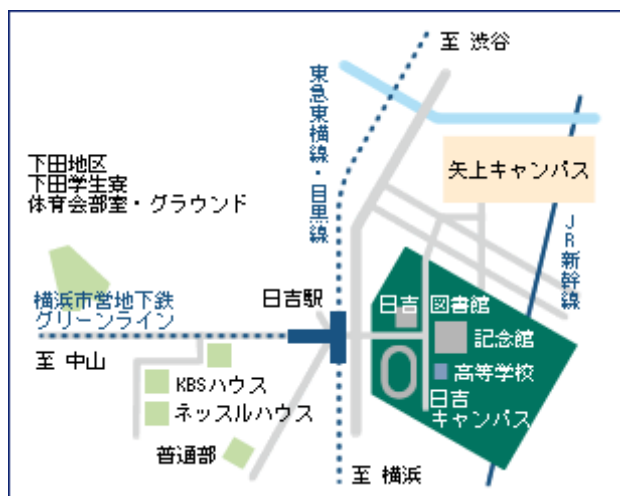 至 渋谷
東急東横線・目黒線
矢上キャンパス
下田地区
下田学生寮
体育会部室・グラウンド
JR新幹線
横浜市営地下鉄
グリーンライン
日吉駅
日吉 図書館
記念館
至 中山
高等学校
KBSハウス
日吉
キャンパス
ネッスルハウス
普通部
至 横浜